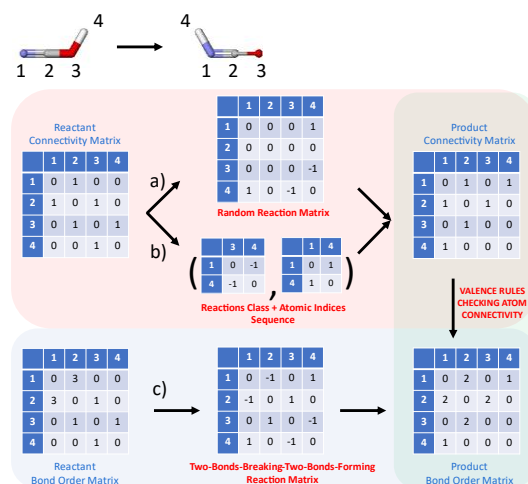 4
1 2 3
4
1 2 3
Reactant
Connectivity Matrix
1 2 3 4
1 0 1 0 0
2 1 0 1 0
3 0 1 0 1
4 0 0 1 0
a)
1 2 3 4
1 0 0 0 1
2 0 0 0 0
3 0 0 0 -1
4 1 0 -1 0
Random Reaction Matrix
b)
(
3 4
1 0 -1
4 -1 0
,
1 4
1 0 1
4 1 0
)
Reactions Class + Atomic Indices
Sequence
Product
Connectivity Matrix
1 2 3 4
1 0 1 0 1
2 1 0 1 0
3 0 1 0 0
4 1 0 0 0
VALENCE RULES
CHECKING ATOM
CONNECTIVITY
1 2 3 4
1 0 3 0 0
2 3 0 1 0
3 0 1 0 1
4 0 0 1 0
Reactant
Bond Order Matrix
c)
1 2 3 4
1 0 -1 0 1
2 -1 0 1 0
3 0 1 0 -1
4 1 0 -1 0
Two-Bonds-Breaking-Two-Bonds-Forming
Reaction Matrix
1 2 3 4
1 0 2 0 1
2 2 0 2 0
3 0 2 0 0
4 1 0 0 0
Product
Bond Order Matrix